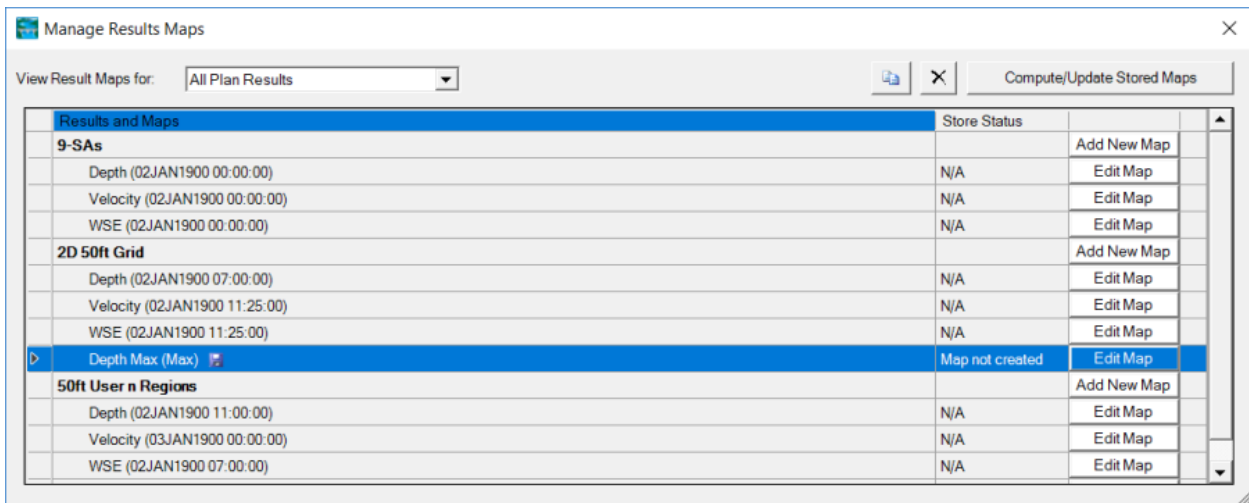 Manage Results Maps
View Result Maps for: All Plan Results Compute/Update Stored Maps
Results and Maps Store Status
9-SAs Add New Map
Depth (02JAN1900 00:00:00) N/A Edit Map
Velocity (02JAN1900 00:00:00) N/A Edit Map
WSE (02JAN1900 00:00:00) N/A Edit Map
2D 50ft Grid Add New Map
Depth (02JAN1900 07:00:00) N/A Edit Map
Velocity (02JAN1900 11:25:00) N/A Edit Map
WSE (02JAN1900 11:25:00) N/A Edit Map
Depth Max (Max) Map not created Edit Map
50ft User n Regions Add New Map
Depth (02JAN1900 11:00:00) N/A Edit Map
Velocity (03JAN1900 00:00:00) N/A Edit Map
WSE (02JAN1900 07:00:00) N/A Edit Map